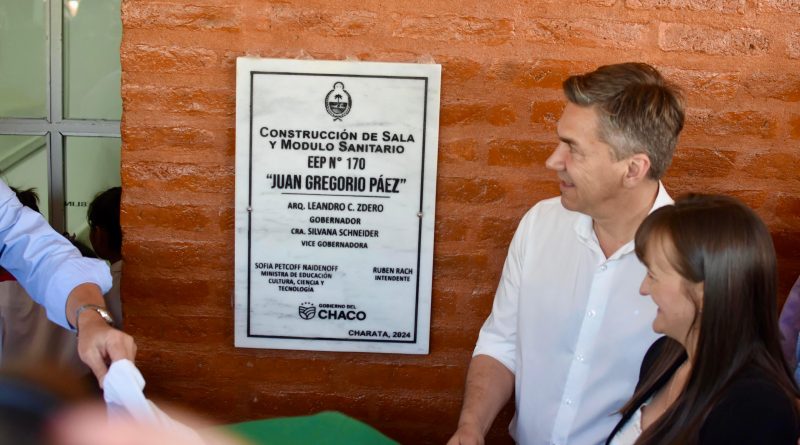 CONSTRUCCIÓN DE SALA
Y MODULO SANITARIO
EEP N° 170
“JUAN GREGORIO PÁEZ”
ARQ. LEANDRO C. ZDERO
GOBERNADOR
CRA. SILVANA SCHNEIDER
VICE GOBERNADORA
SOFIA PETCOFF NAIDENOFF
MINISTRA DE EDUCACIÓN
CULTURA, CIENCIA Y
TECNOLOGÍA
RUBEN RACH
INTENDENTE
GOBIERNO DEL
CHACO
CHARATA, 2024